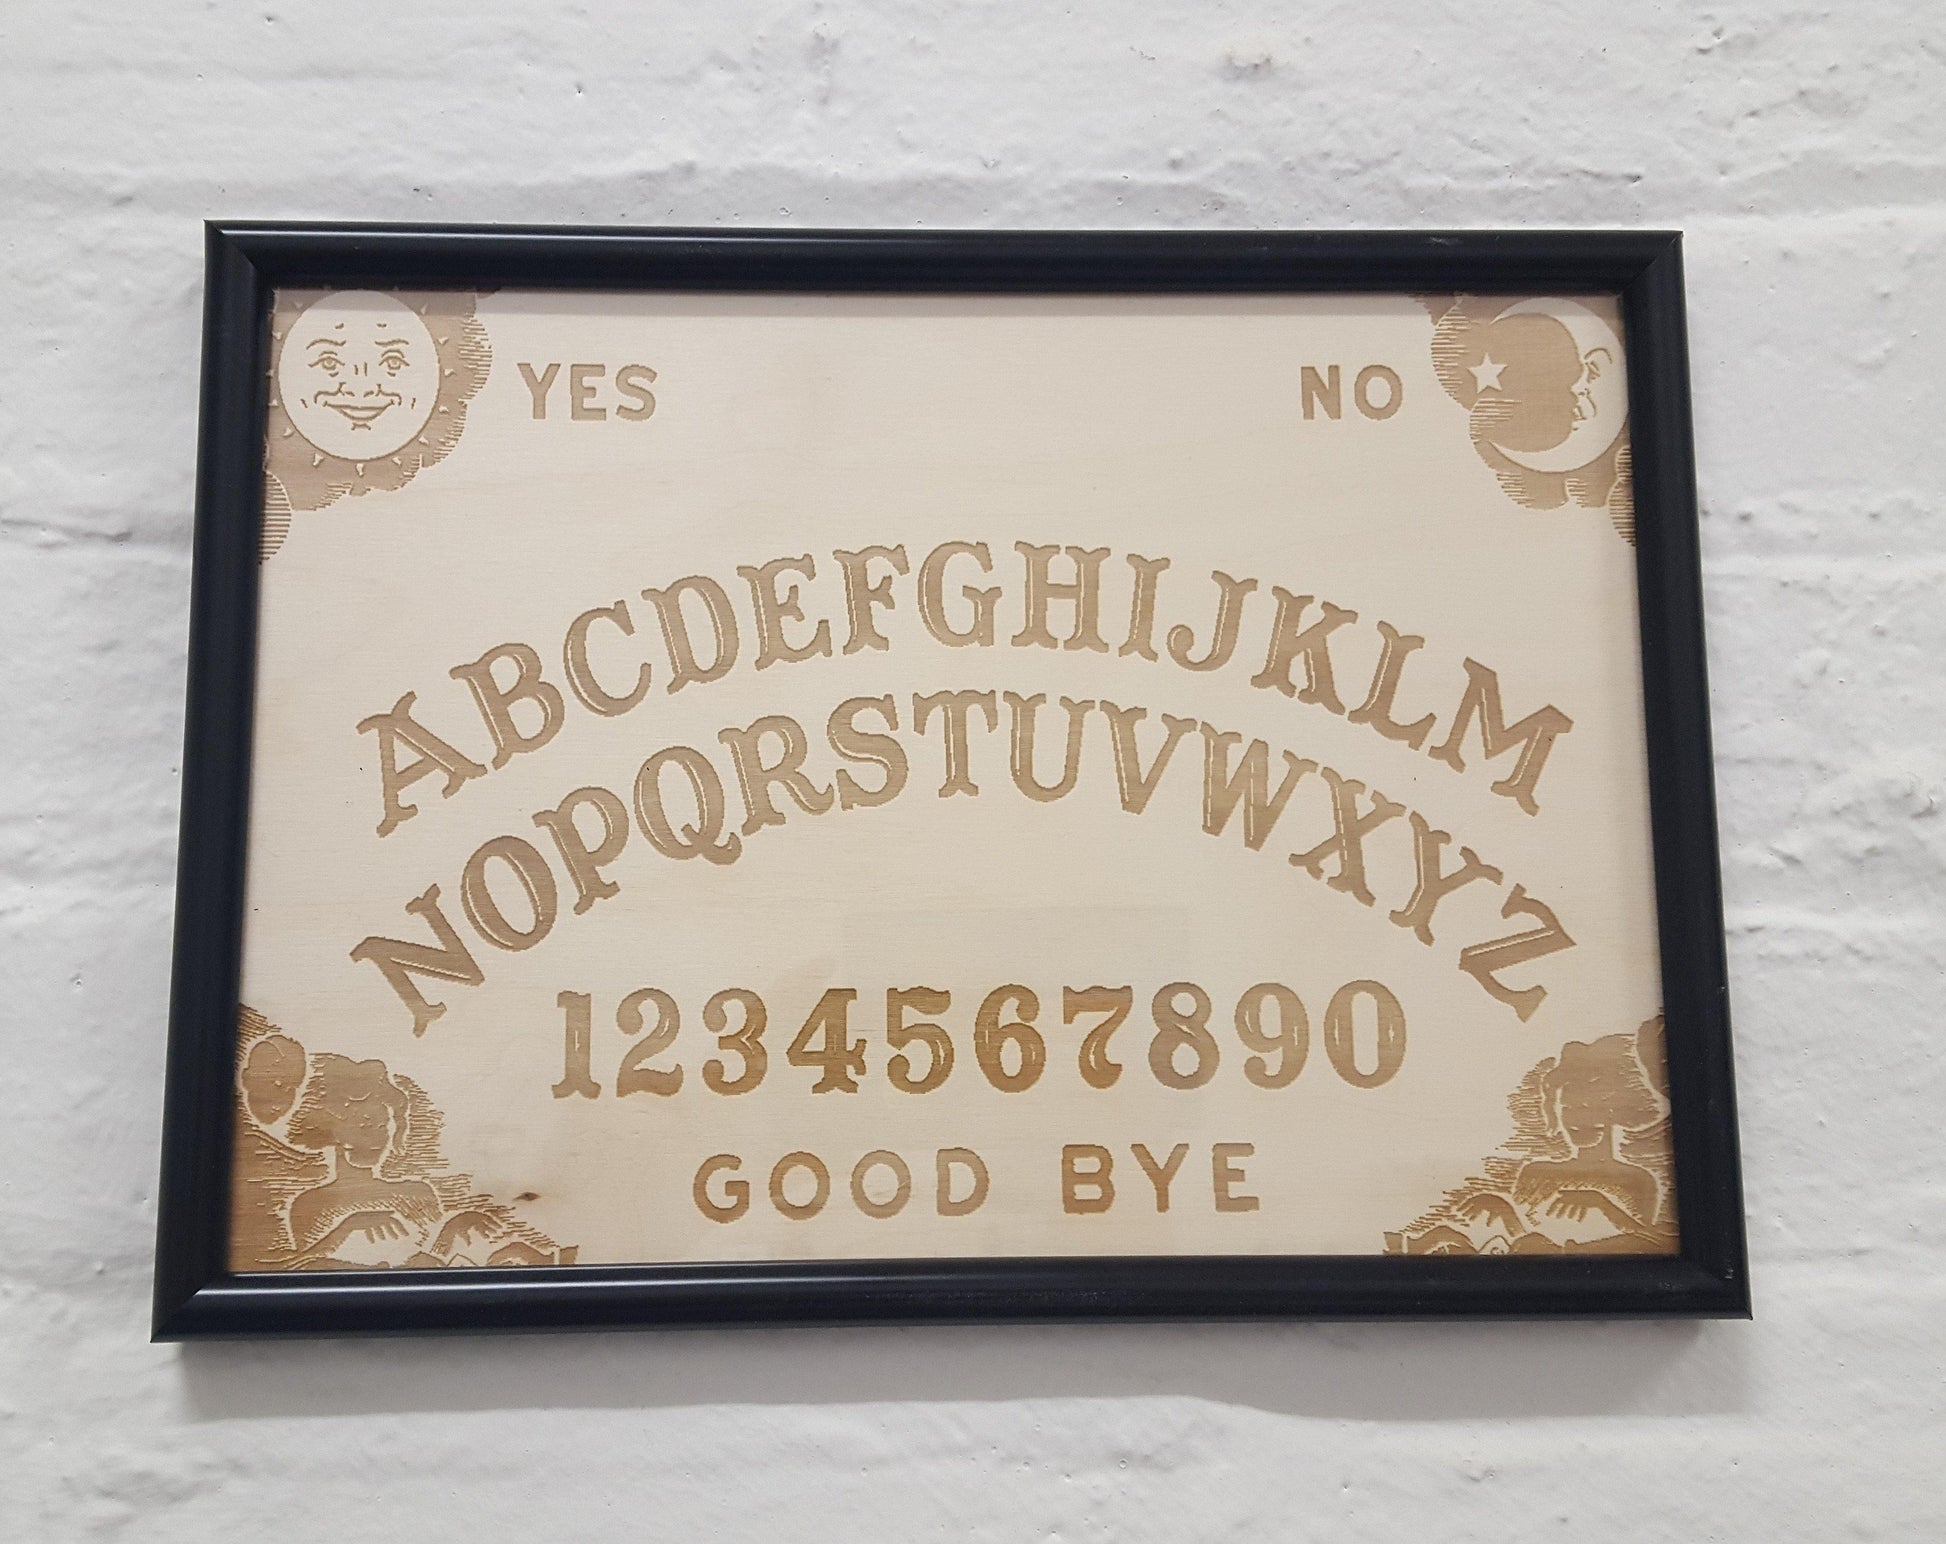 YES NO
ABCDEFGHIJKLM
NOPQRSTUVWXYZ
1234567890
GOOD BYE